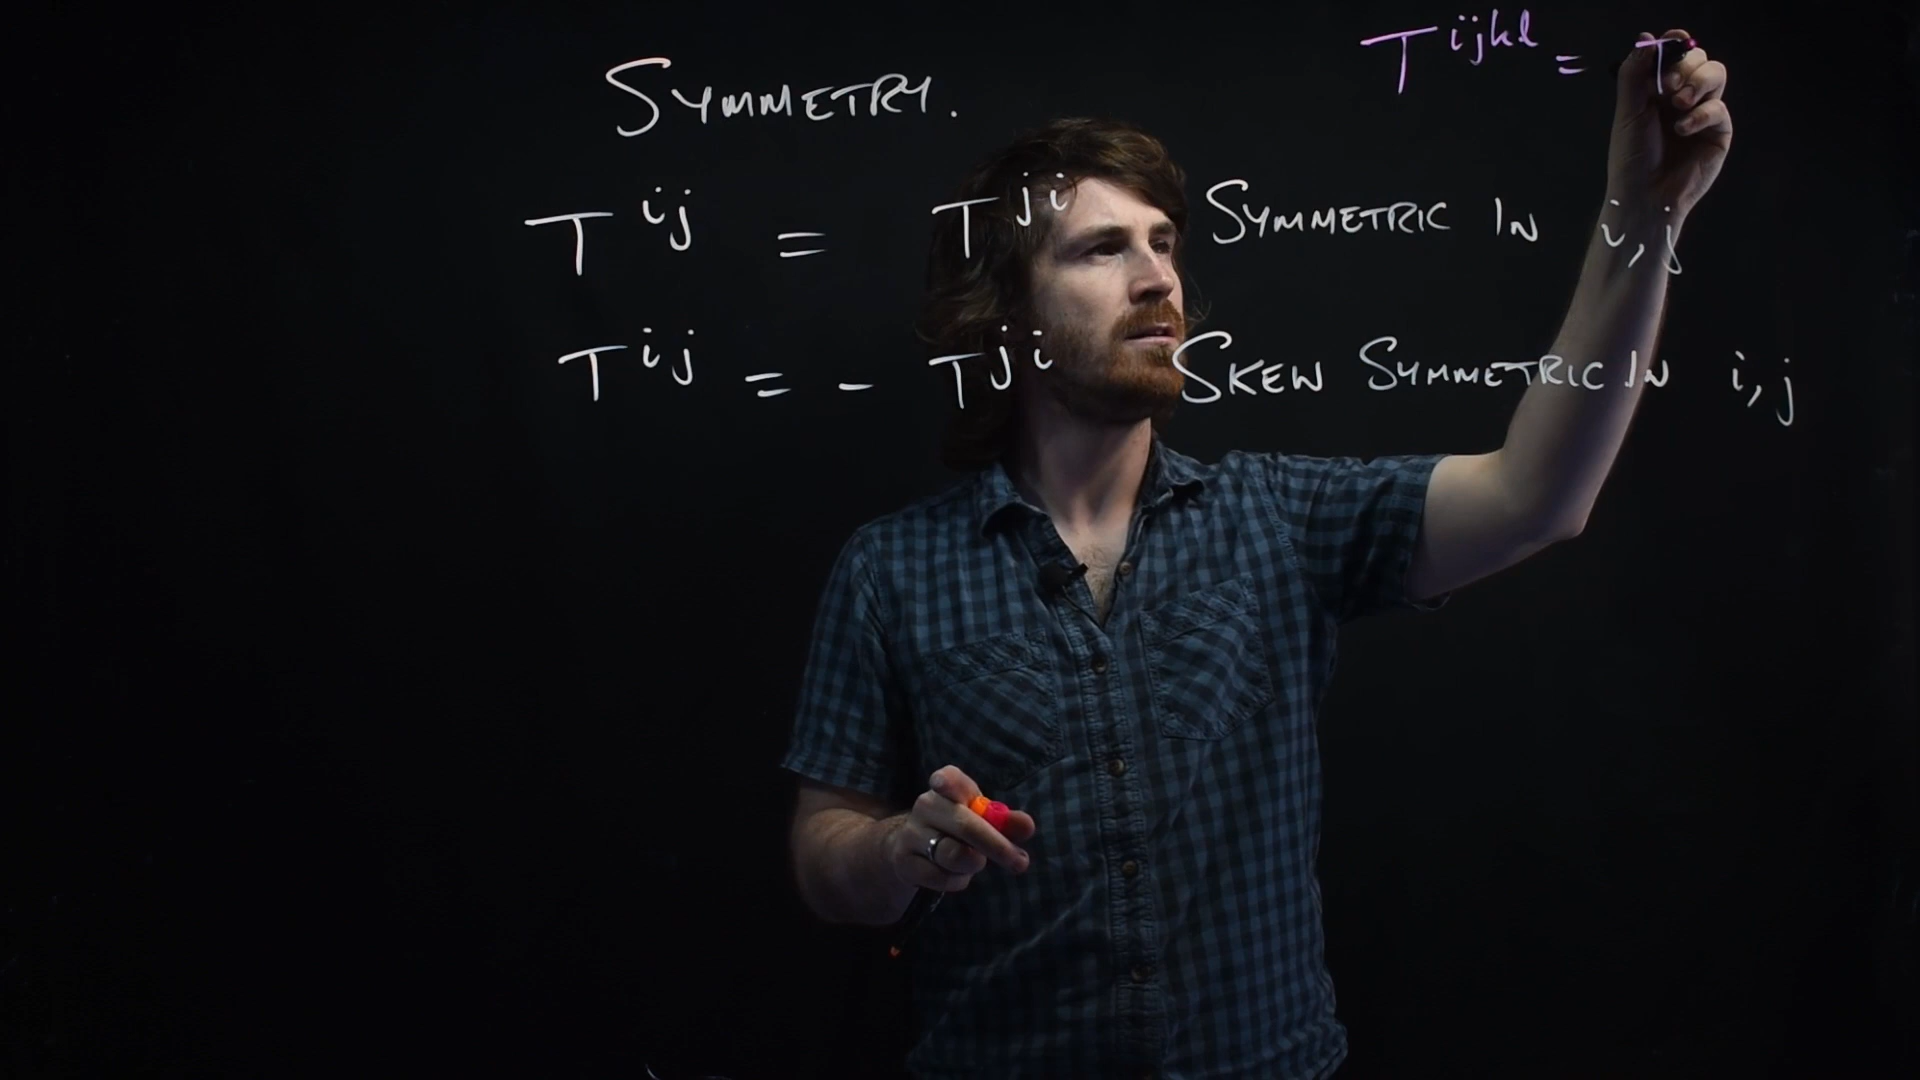 T^{ijkl} = T
SYMMETRY.
T^{ij} = T^{ji} SYMMETRIC IN i, j
T^{ij} = - T^{ji} SKEW SYMMETRIC IN i, j